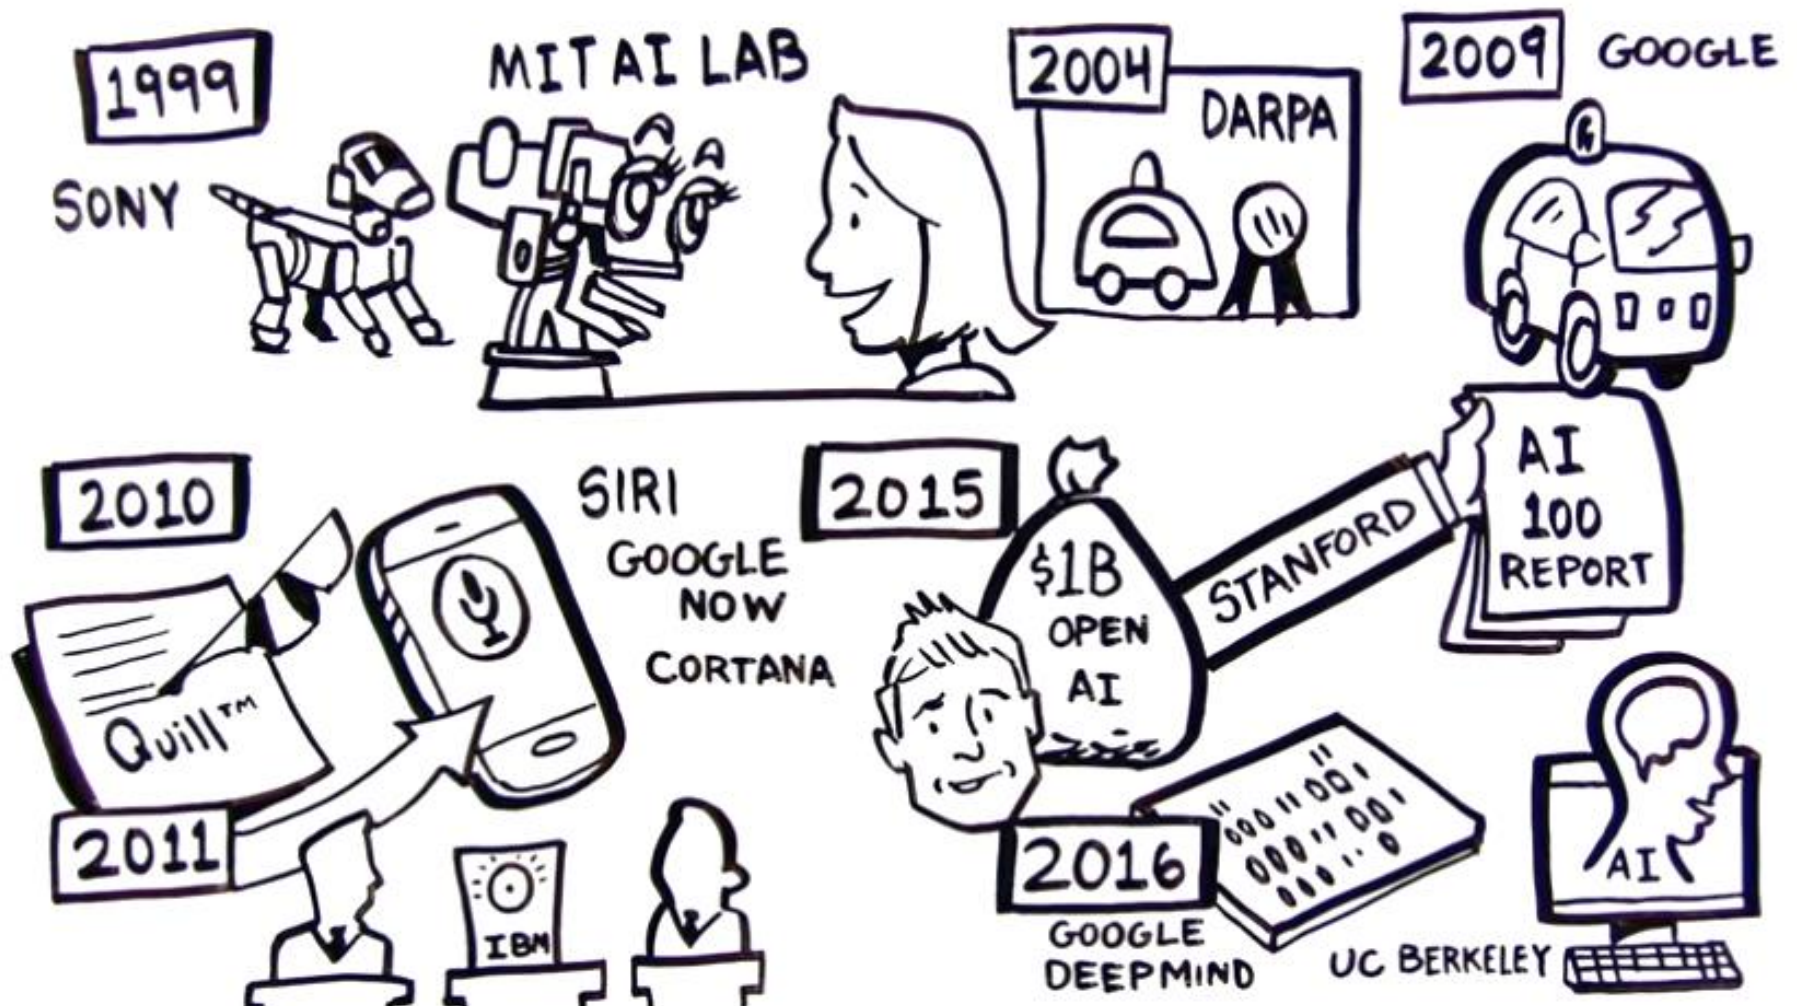 1999
SONY
MIT AI LAB
2004
DARPA
2009
GOOGLE
G
2010
Quill™
SIRI
GOOGLE
NOW
CORTANA
2011
IBM
2015
$1B
OPEN
AI
STANFORD
AI
100
REPORT
2016
GOOGLE
DEEPMIND
UC BERKELEY
AI